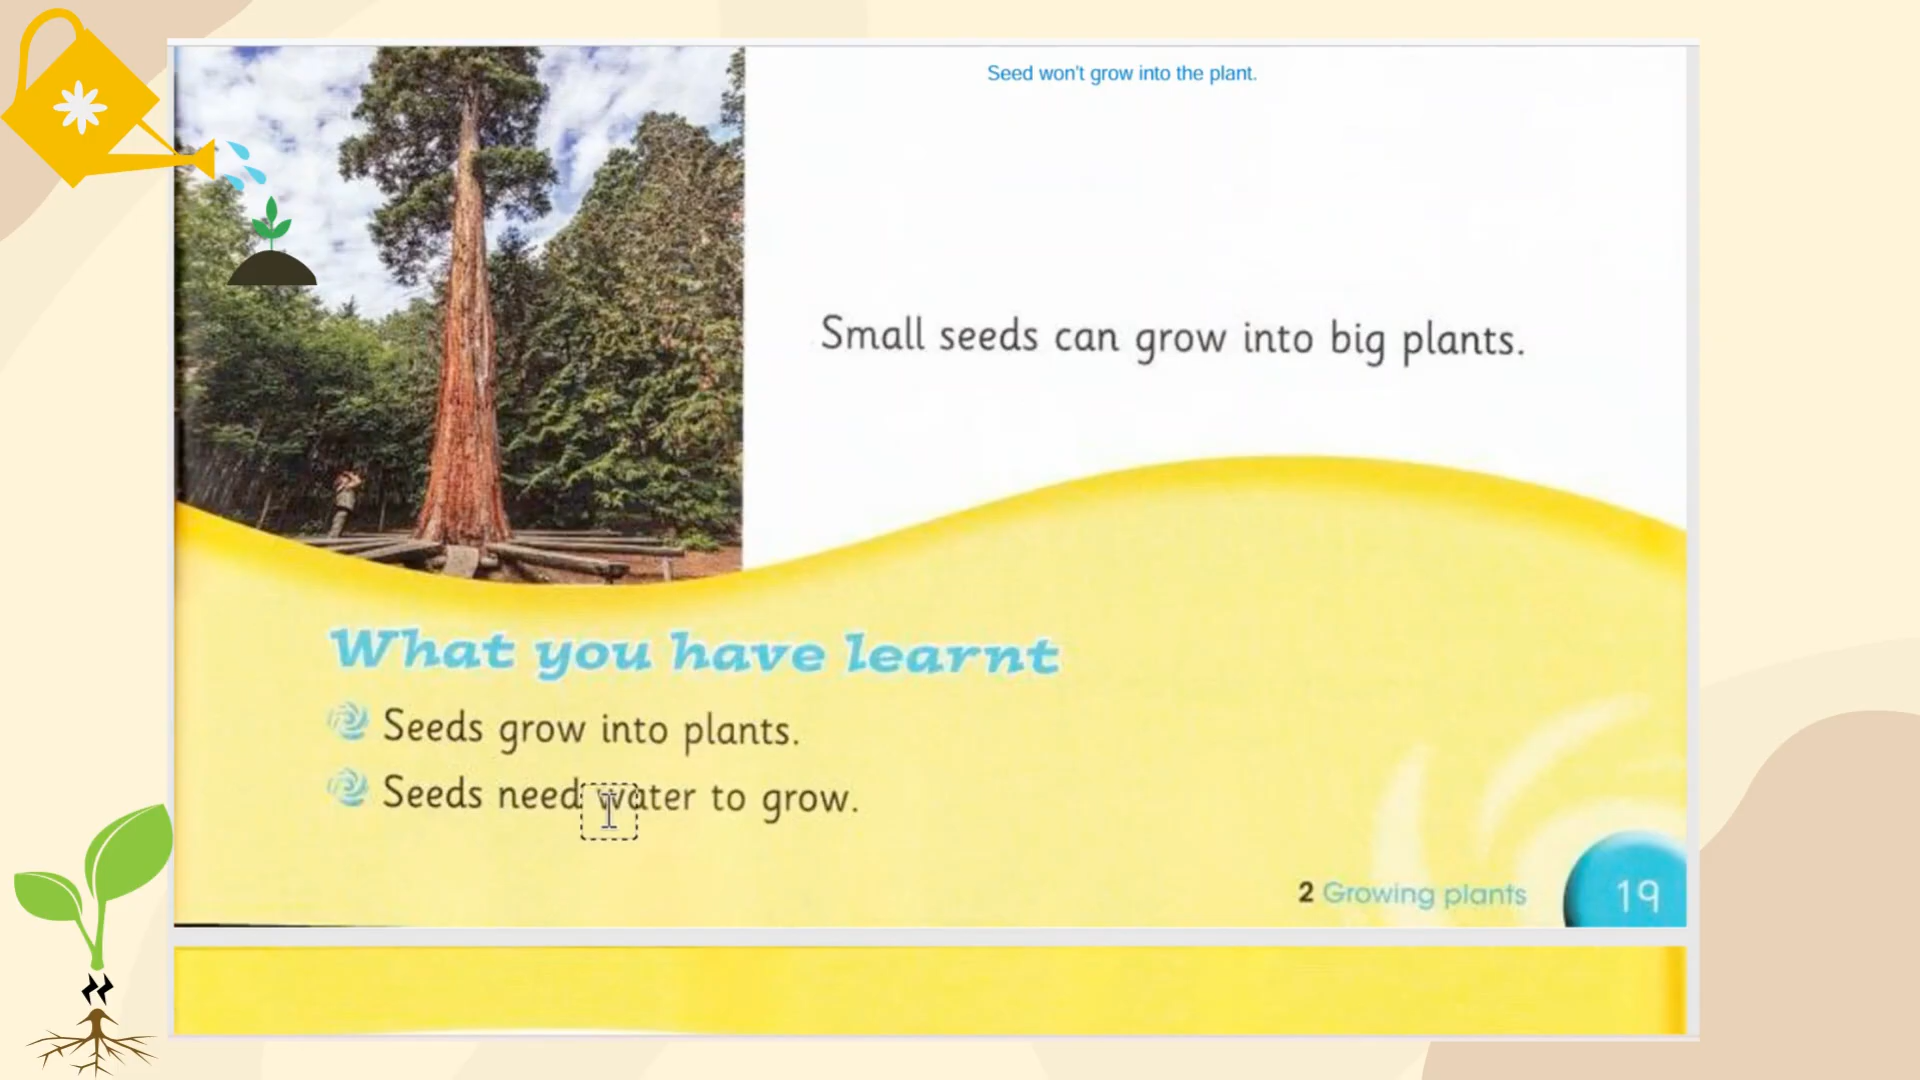 Seed won't grow into the plant.
Small seeds can grow into big plants.
What you have learnt
Seeds grow into plants.
Seeds need water to grow.
2 Growing plants
19